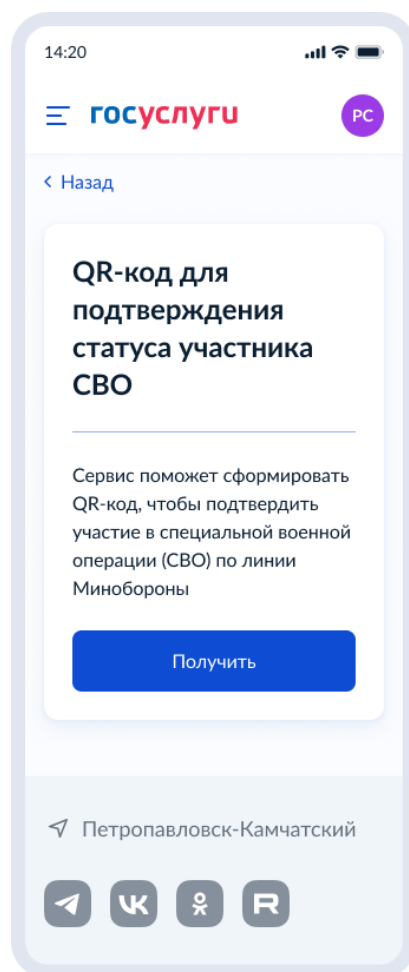 14:20
госуслуги
РС
Назад
QR-код для
подтверждения
статуса участника
СВО
Сервис поможет сформировать
QR-код, чтобы подтвердить
участие в специальной военной
операции (СВО) по линии
Минобороны
Получить
Петропавловск-Камчатский